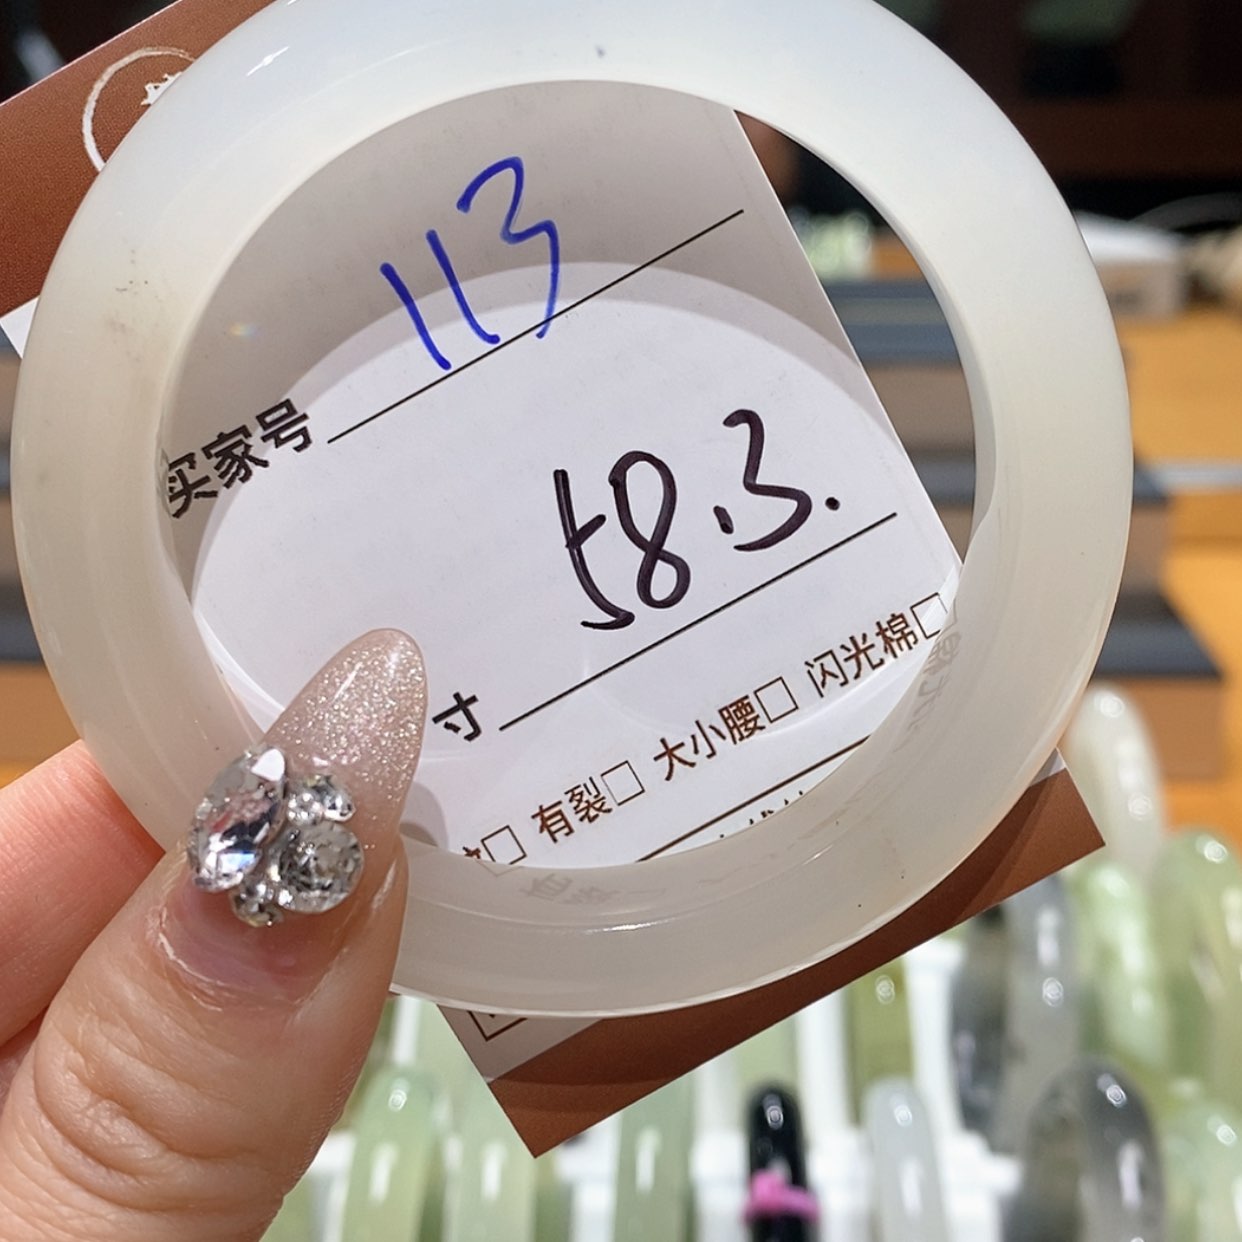 买家号 113
寸 58.3.
有裂□ 大小腰□ 闪光棉□